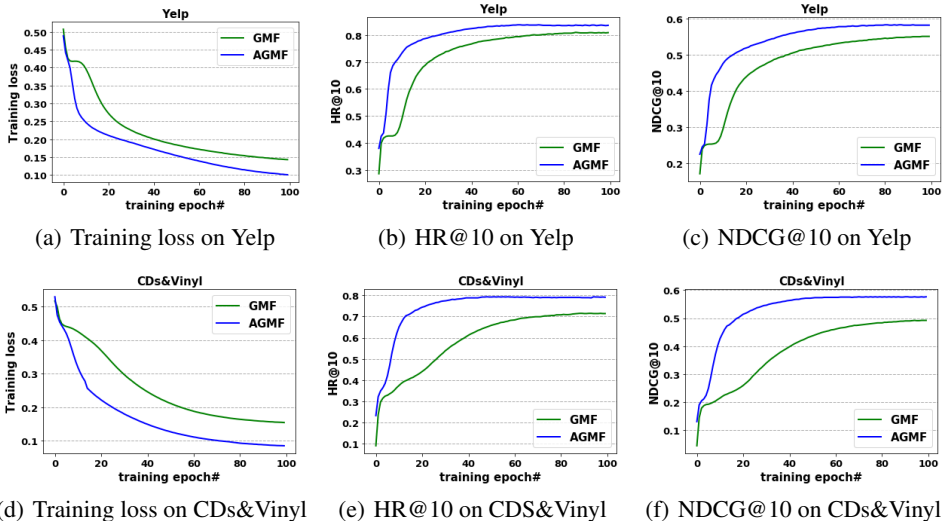 Yelp
Training loss
0.50
0.45
0.40
0.35
0.30
0.25
0.20
0.15
0.10
GMF
AGMF
0 20 40 60 80 100
training epoch#
(a) Training loss on Yelp
Yelp
HR@10
0.8
0.7
0.6
0.5
0.4
0.3
GMF
AGMF
0 20 40 60 80 100
training epoch#
(b) HR@10 on Yelp
Yelp
NDCG@10
0.6
0.5
0.4
0.3
0.2
GMF
AGMF
0 20 40 60 80 100
training epoch#
(c) NDCG@10 on Yelp
CDs&Vinyl
Training loss
0.5
0.4
0.3
0.2
0.1
GMF
AGMF
0 20 40 60 80 100
training epoch#
(d) Training loss on CDs&Vinyl
CDs&Vinyl
HR@10
0.8
0.7
0.6
0.5
0.4
0.3
0.2
0.1
GMF
AGMF
0 20 40 60 80 100
training epoch#
(e) HR@10 on CDS&Vinyl
CDs&Vinyl
NDCG@10
0.6
0.5
0.4
0.3
0.2
0.1
GMF
AGMF
0 20 40 60 80 100
training epoch#
(f) NDCG@10 on CDs&Vinyl